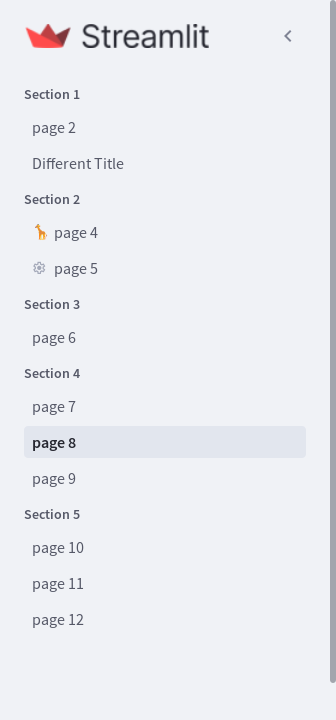 Streamlit
Section 1
page 2
Different Title
Section 2
page 4
page 5
Section 3
page 6
Section 4
page 7
page 8
page 9
Section 5
page 10
page 11
page 12